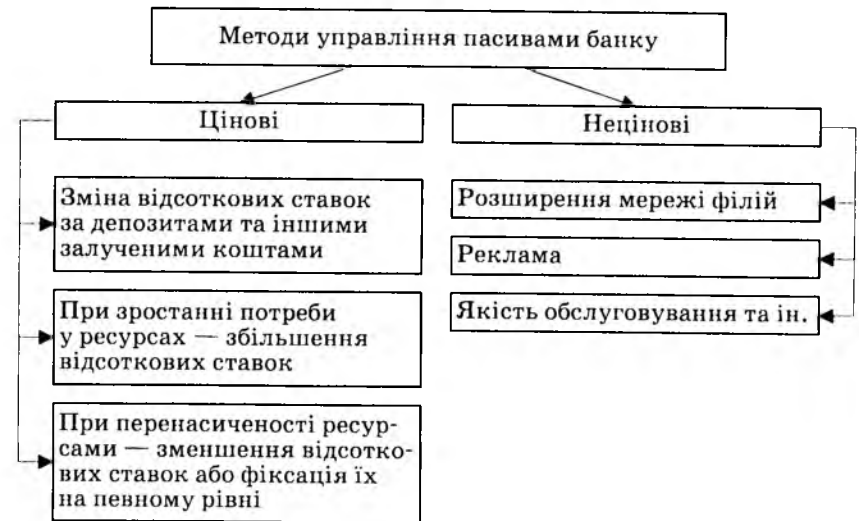 Методи управління пасивами банку
Цінові
Зміна відсоткових ставок
за депозитами та іншими
залученими коштами
При зростанні потреби
у ресурсах — збільшення
відсоткових ставок
При перенасиченості ресур-
сами — зменшення відсотко-
вих ставок або фіксація їх
на певному рівні
Нецінові
Розширення мережі філій
Реклама
Якість обслуговування та ін.